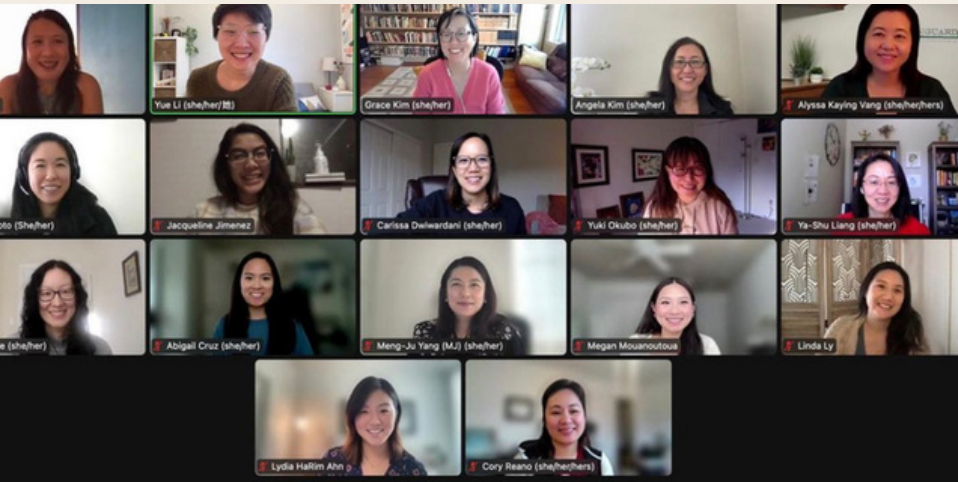 Yue Li (she/her/她)
Grace Kim (she/her)
Angela Kim (she/her)
Alyssa Kaying Vang (she/her/hers)
oto (She/her)
Jacqueline Jimenez
Carissa Dwiwardani (she/her)
Yuki Okubo (she/her)
Ya-Shu Liang (she/her)
e (she/her)
Abigail Cruz (she/her)
Meng-Ju Yang (MJ) (she/her)
Megan Mouanoutoua
Linda Ly
Lydia HaRim Ahn
Cory Reano (she/her/hers)